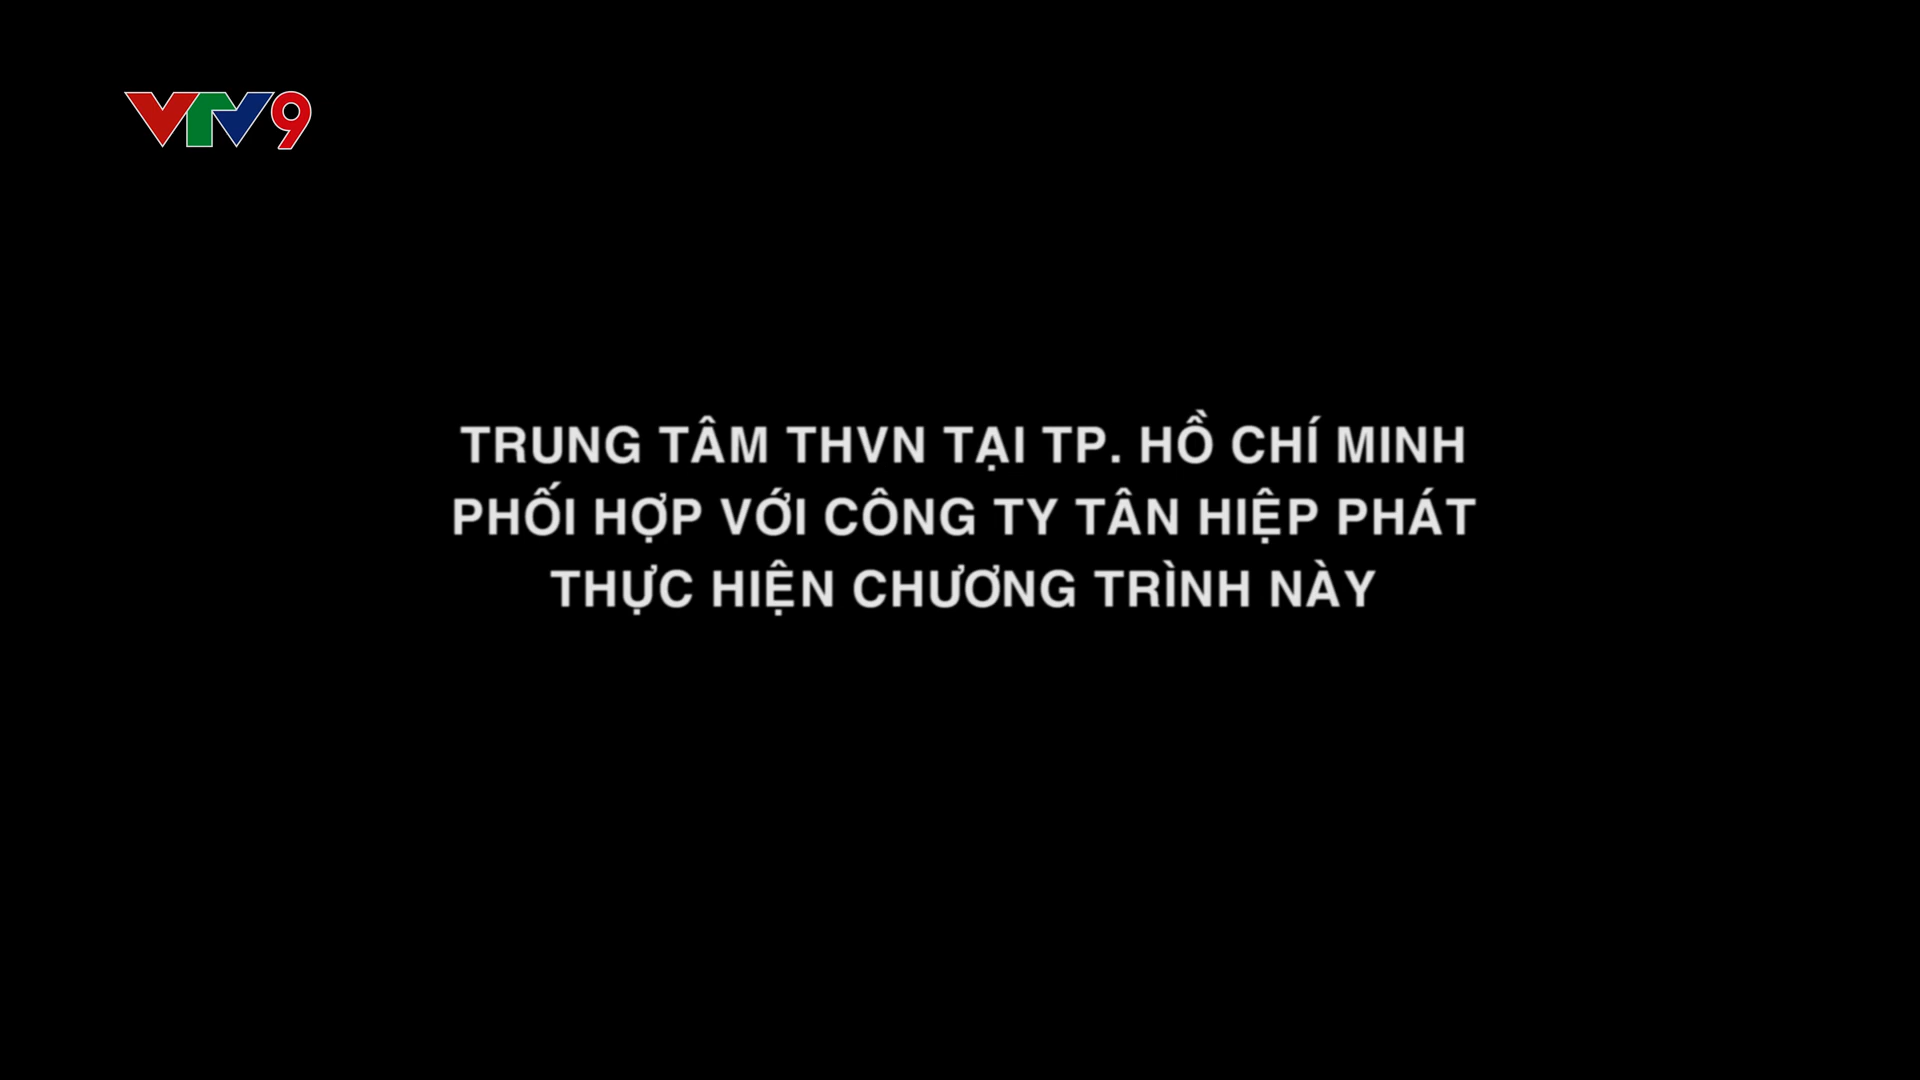 VTV9
TRUNG TÂM THVN TẠI TP. HỒ CHÍ MINH
PHỐI HỢP VỚI CÔNG TY TÂN HIỆP PHÁT
THỰC HIỆN CHƯƠNG TRÌNH NÀY